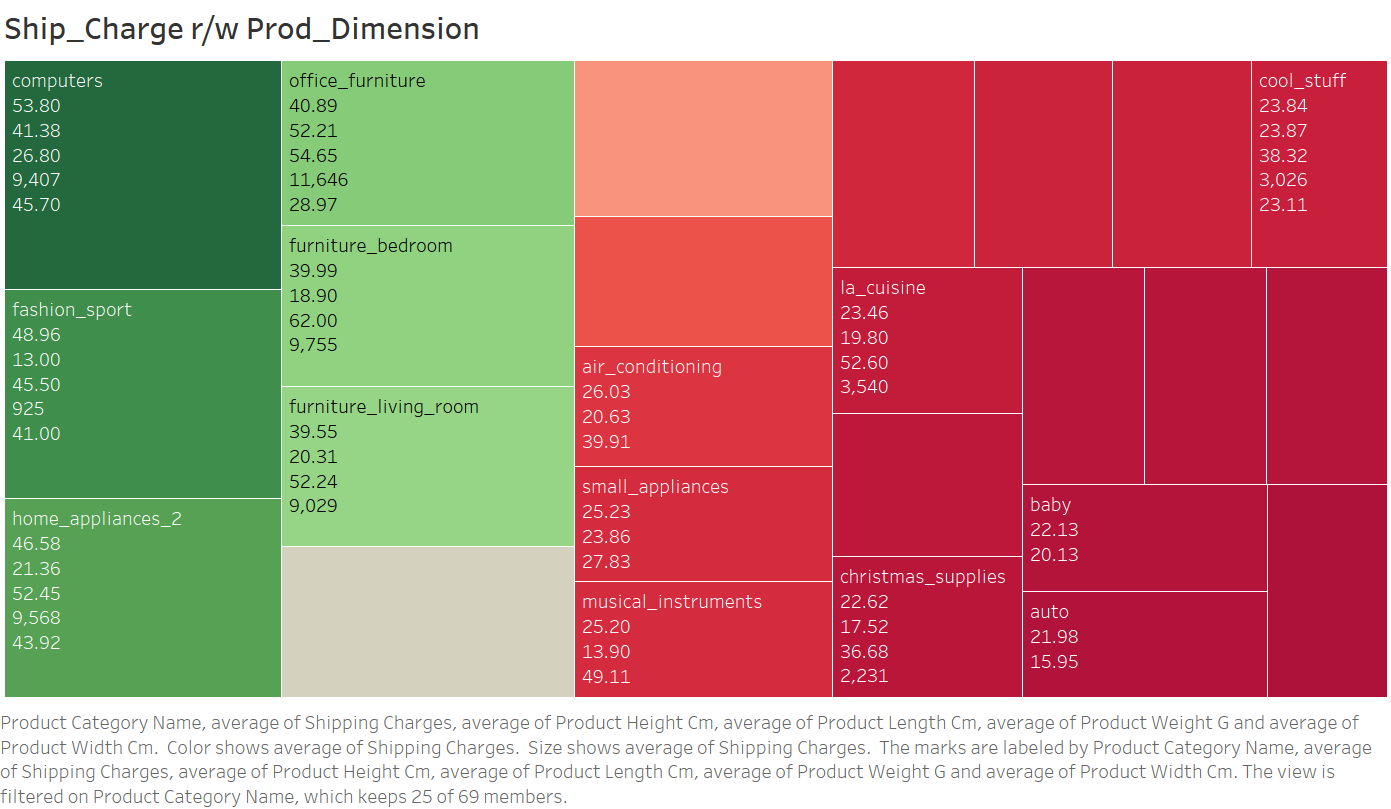 Ship_Charge r/w Prod_Dimension
computers
53.80
41.38
26.80
9,407
45.70
fashion_sport
48.96
13.00
45.50
925
41.00
home_appliances_2
46.58
21.36
52.45
9,568
43.92
office_furniture
40.89
52.21
54.65
11,646
28.97
furniture_bedroom
39.99
18.90
62.00
9,755
furniture_living_room
39.55
20.31
52.24
9,029
air_conditioning
26.03
20.63
39.91
small_appliances
25.23
23.86
27.83
musical_instruments
25.20
13.90
49.11
cool_stuff
23.84
23.87
38.32
3,026
23.11
la_cuisine
23.46
19.80
52.60
3,540
christmas_supplies
22.62
17.52
36.68
2,231
baby
22.13
20.13
auto
21.98
15.95
Product Category Name, average of Shipping Charges, average of Product Height Cm, average of Product Length Cm, average of Product Weight G and average of
Product Width Cm.  Color shows average of Shipping Charges.  Size shows average of Shipping Charges.  The marks are labeled by Product Category Name, average
of Shipping Charges, average of Product Height Cm, average of Product Length Cm, average of Product Weight G and average of Product Width Cm. The view is
filtered on Product Category Name, which keeps 25 of 69 members.